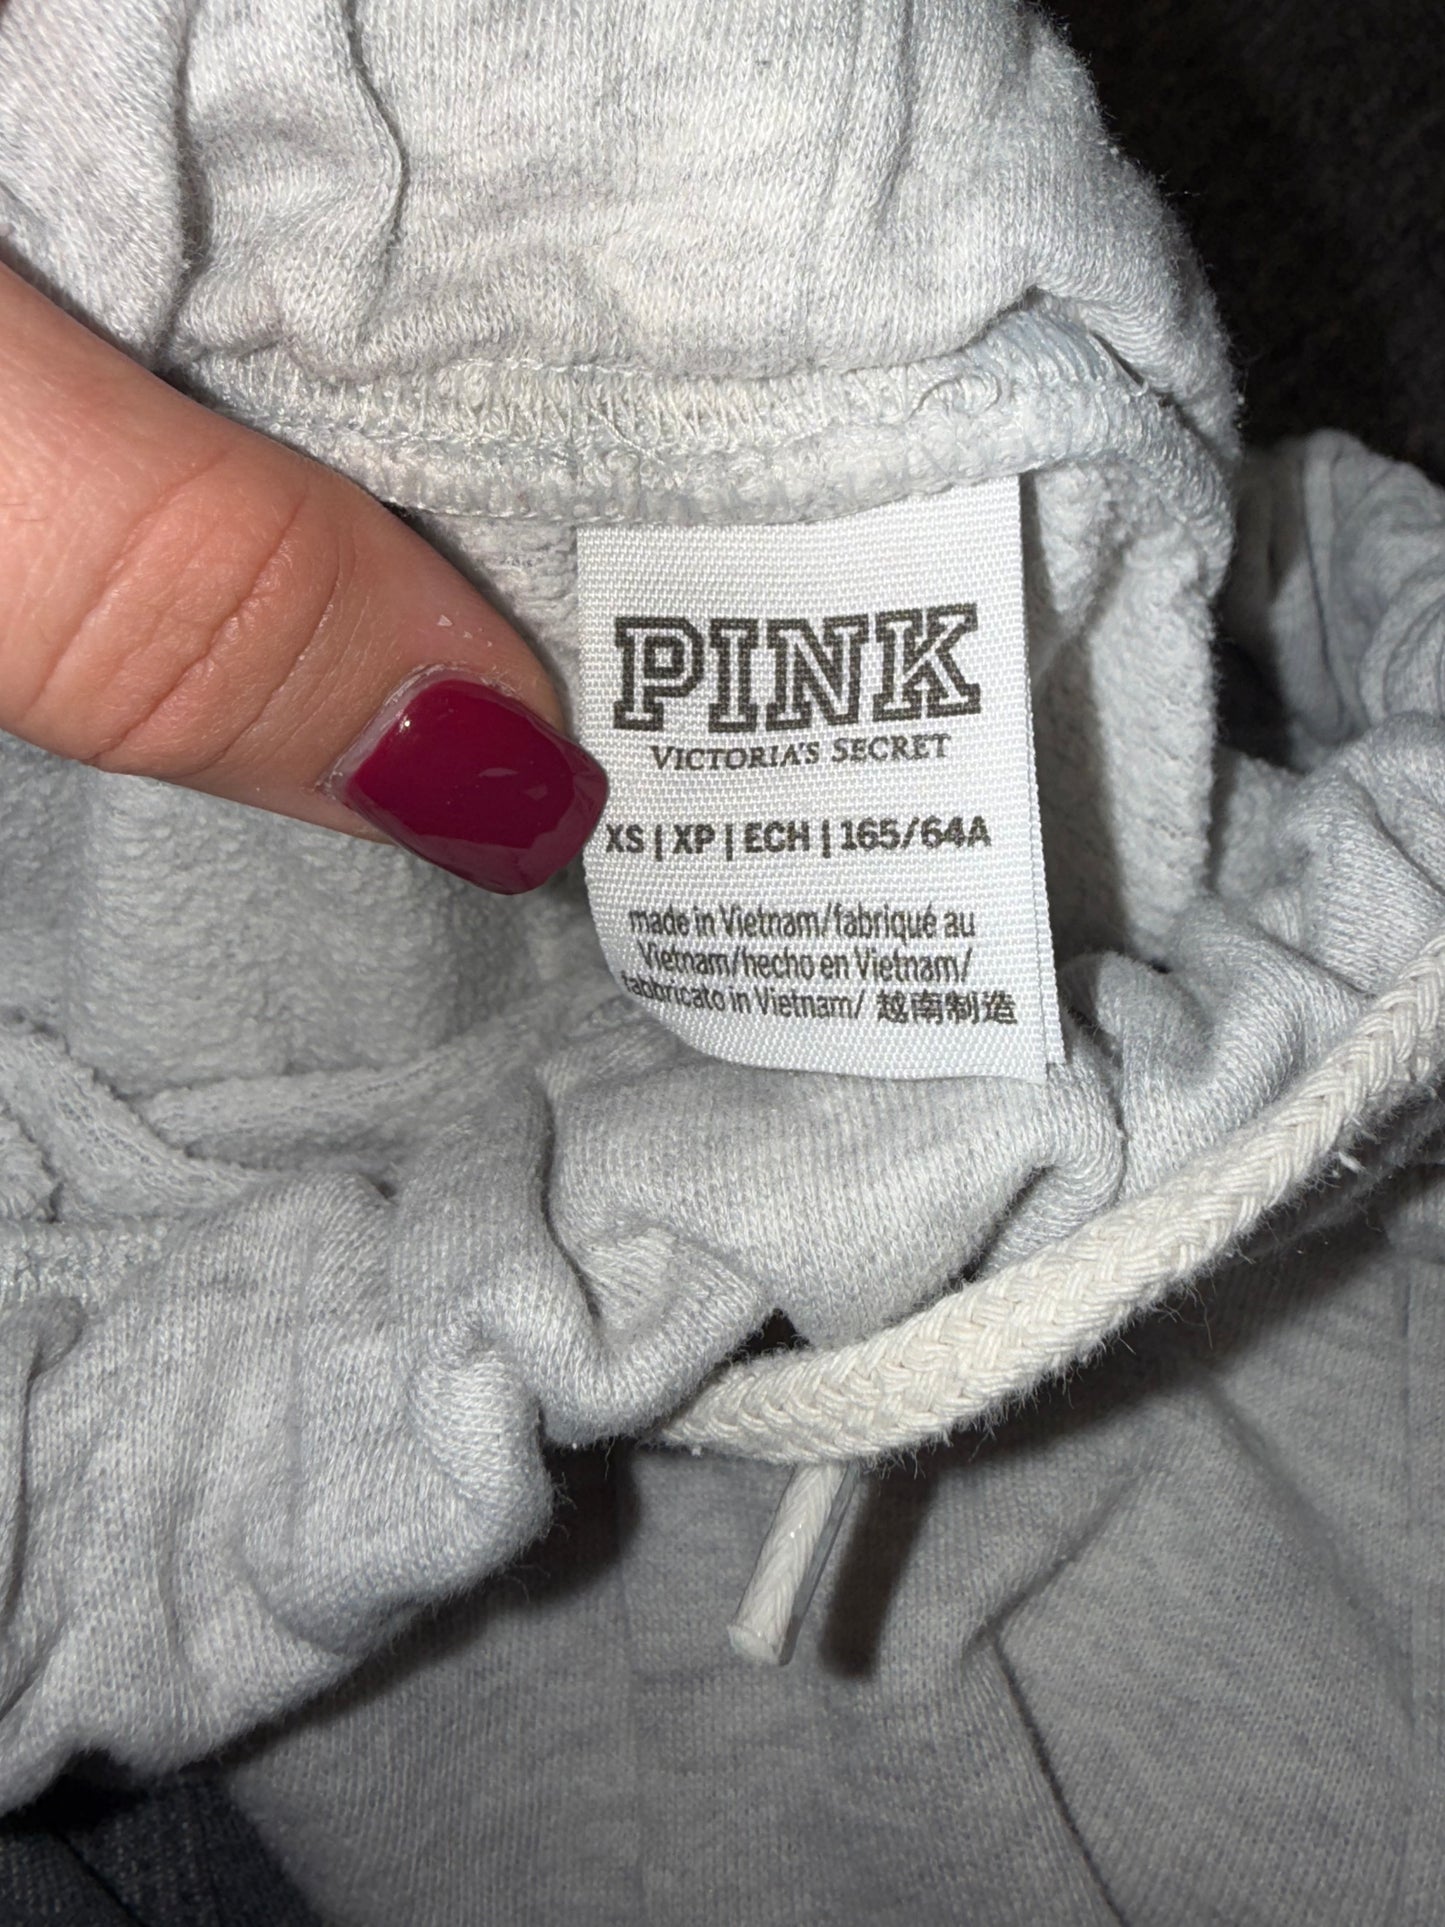 PINK
VICTORIA'S SECRET
XS | XP | ECH | 165/64A
made in Vietnam/fabriqué au
Vietnam/hecho en Vietnam/
fabbricato in Vietnam/ 越南制造